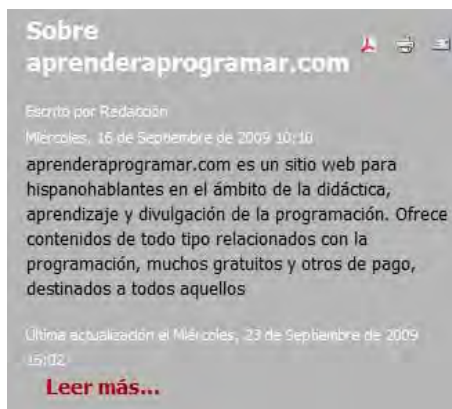 Sobre
aprenderaprogramar.com
Escrito por Redacción
Miércoles, 16 de Septiembre de 2009 10:10
aprenderaprogramar.com es un sitio web para
hispanohablantes en el ámbito de la didáctica,
aprendizaje y divulgación de la programación. Ofrece
contenidos de todo tipo relacionados con la
programación, muchos gratuitos y otros de pago,
destinados a todos aquellos
Última actualización el Miércoles, 23 de Septiembre de 2009
16:02
Leer más...